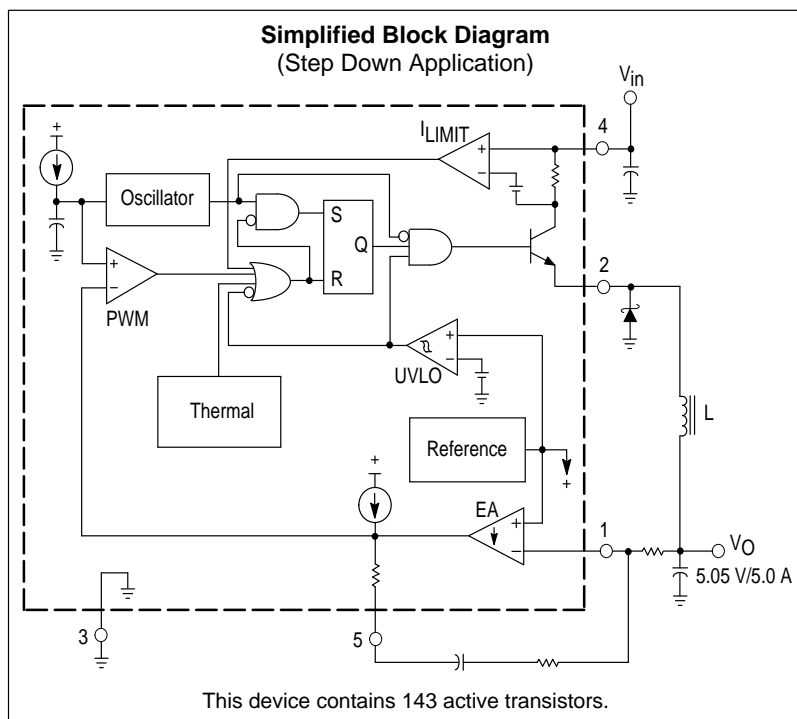 Simplified Block Diagram
(Step Down Application)
Vin
4
ILIMIT
+
–
+
Oscillator
S
Q
R
+
–
PWM
2
+
–
UVLO
Thermal
L
Reference
+
+
EA
+
–
1
VO
5.05 V/5.0 A
3
5
This device contains 143 active transistors.